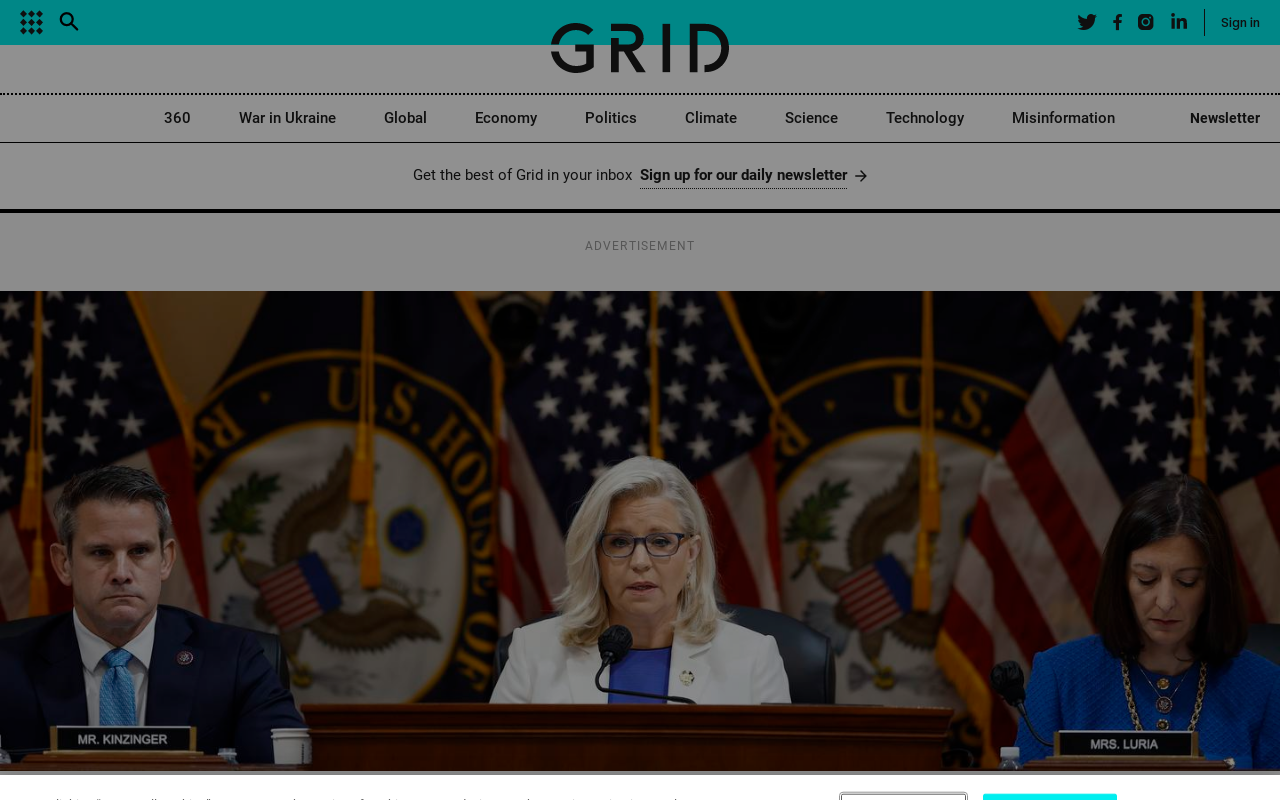 GRID
Sign in
360 War in Ukraine Global Economy Politics Climate Science Technology Misinformation Newsletter
Get the best of Grid in your inbox Sign up for our daily newsletter →
ADVERTISEMENT
U.S. HOUSE OF
U.S.
MR. KINZINGER
MRS. LURIA